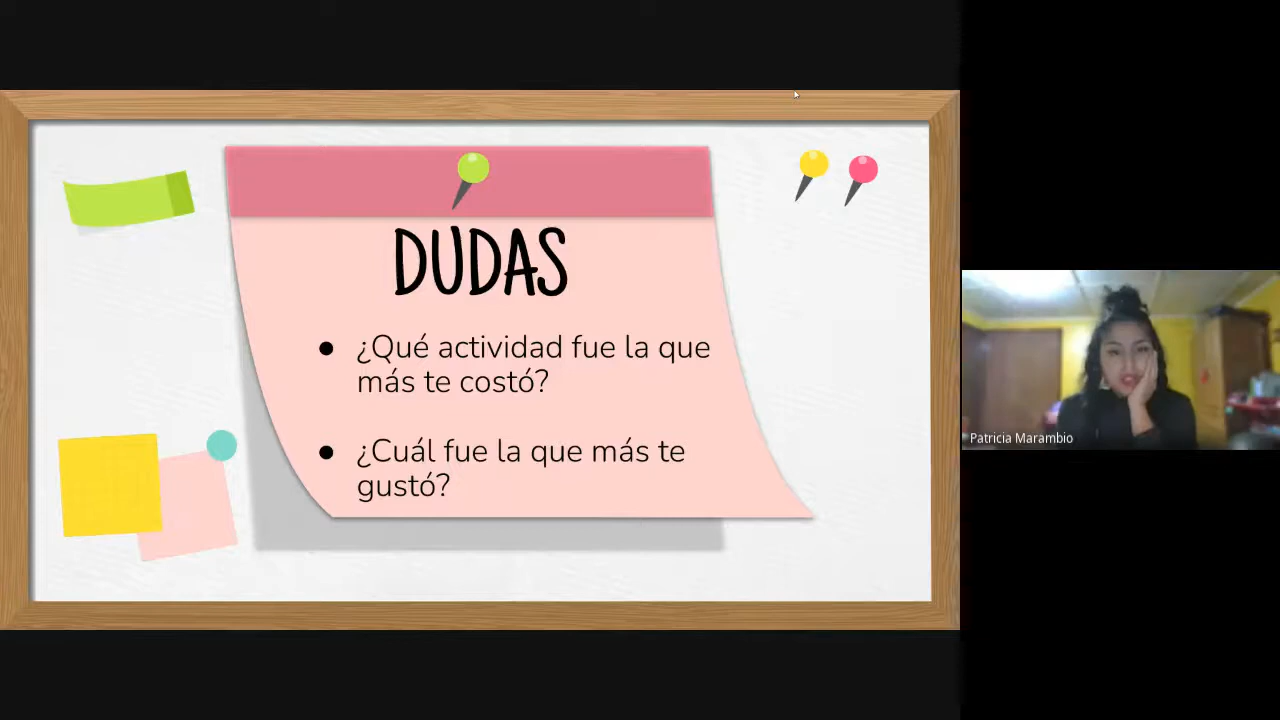 DUDAS
● ¿Qué actividad fue la que
más te costó?
● ¿Cuál fue la que más te
gustó?
Patricia Marambio